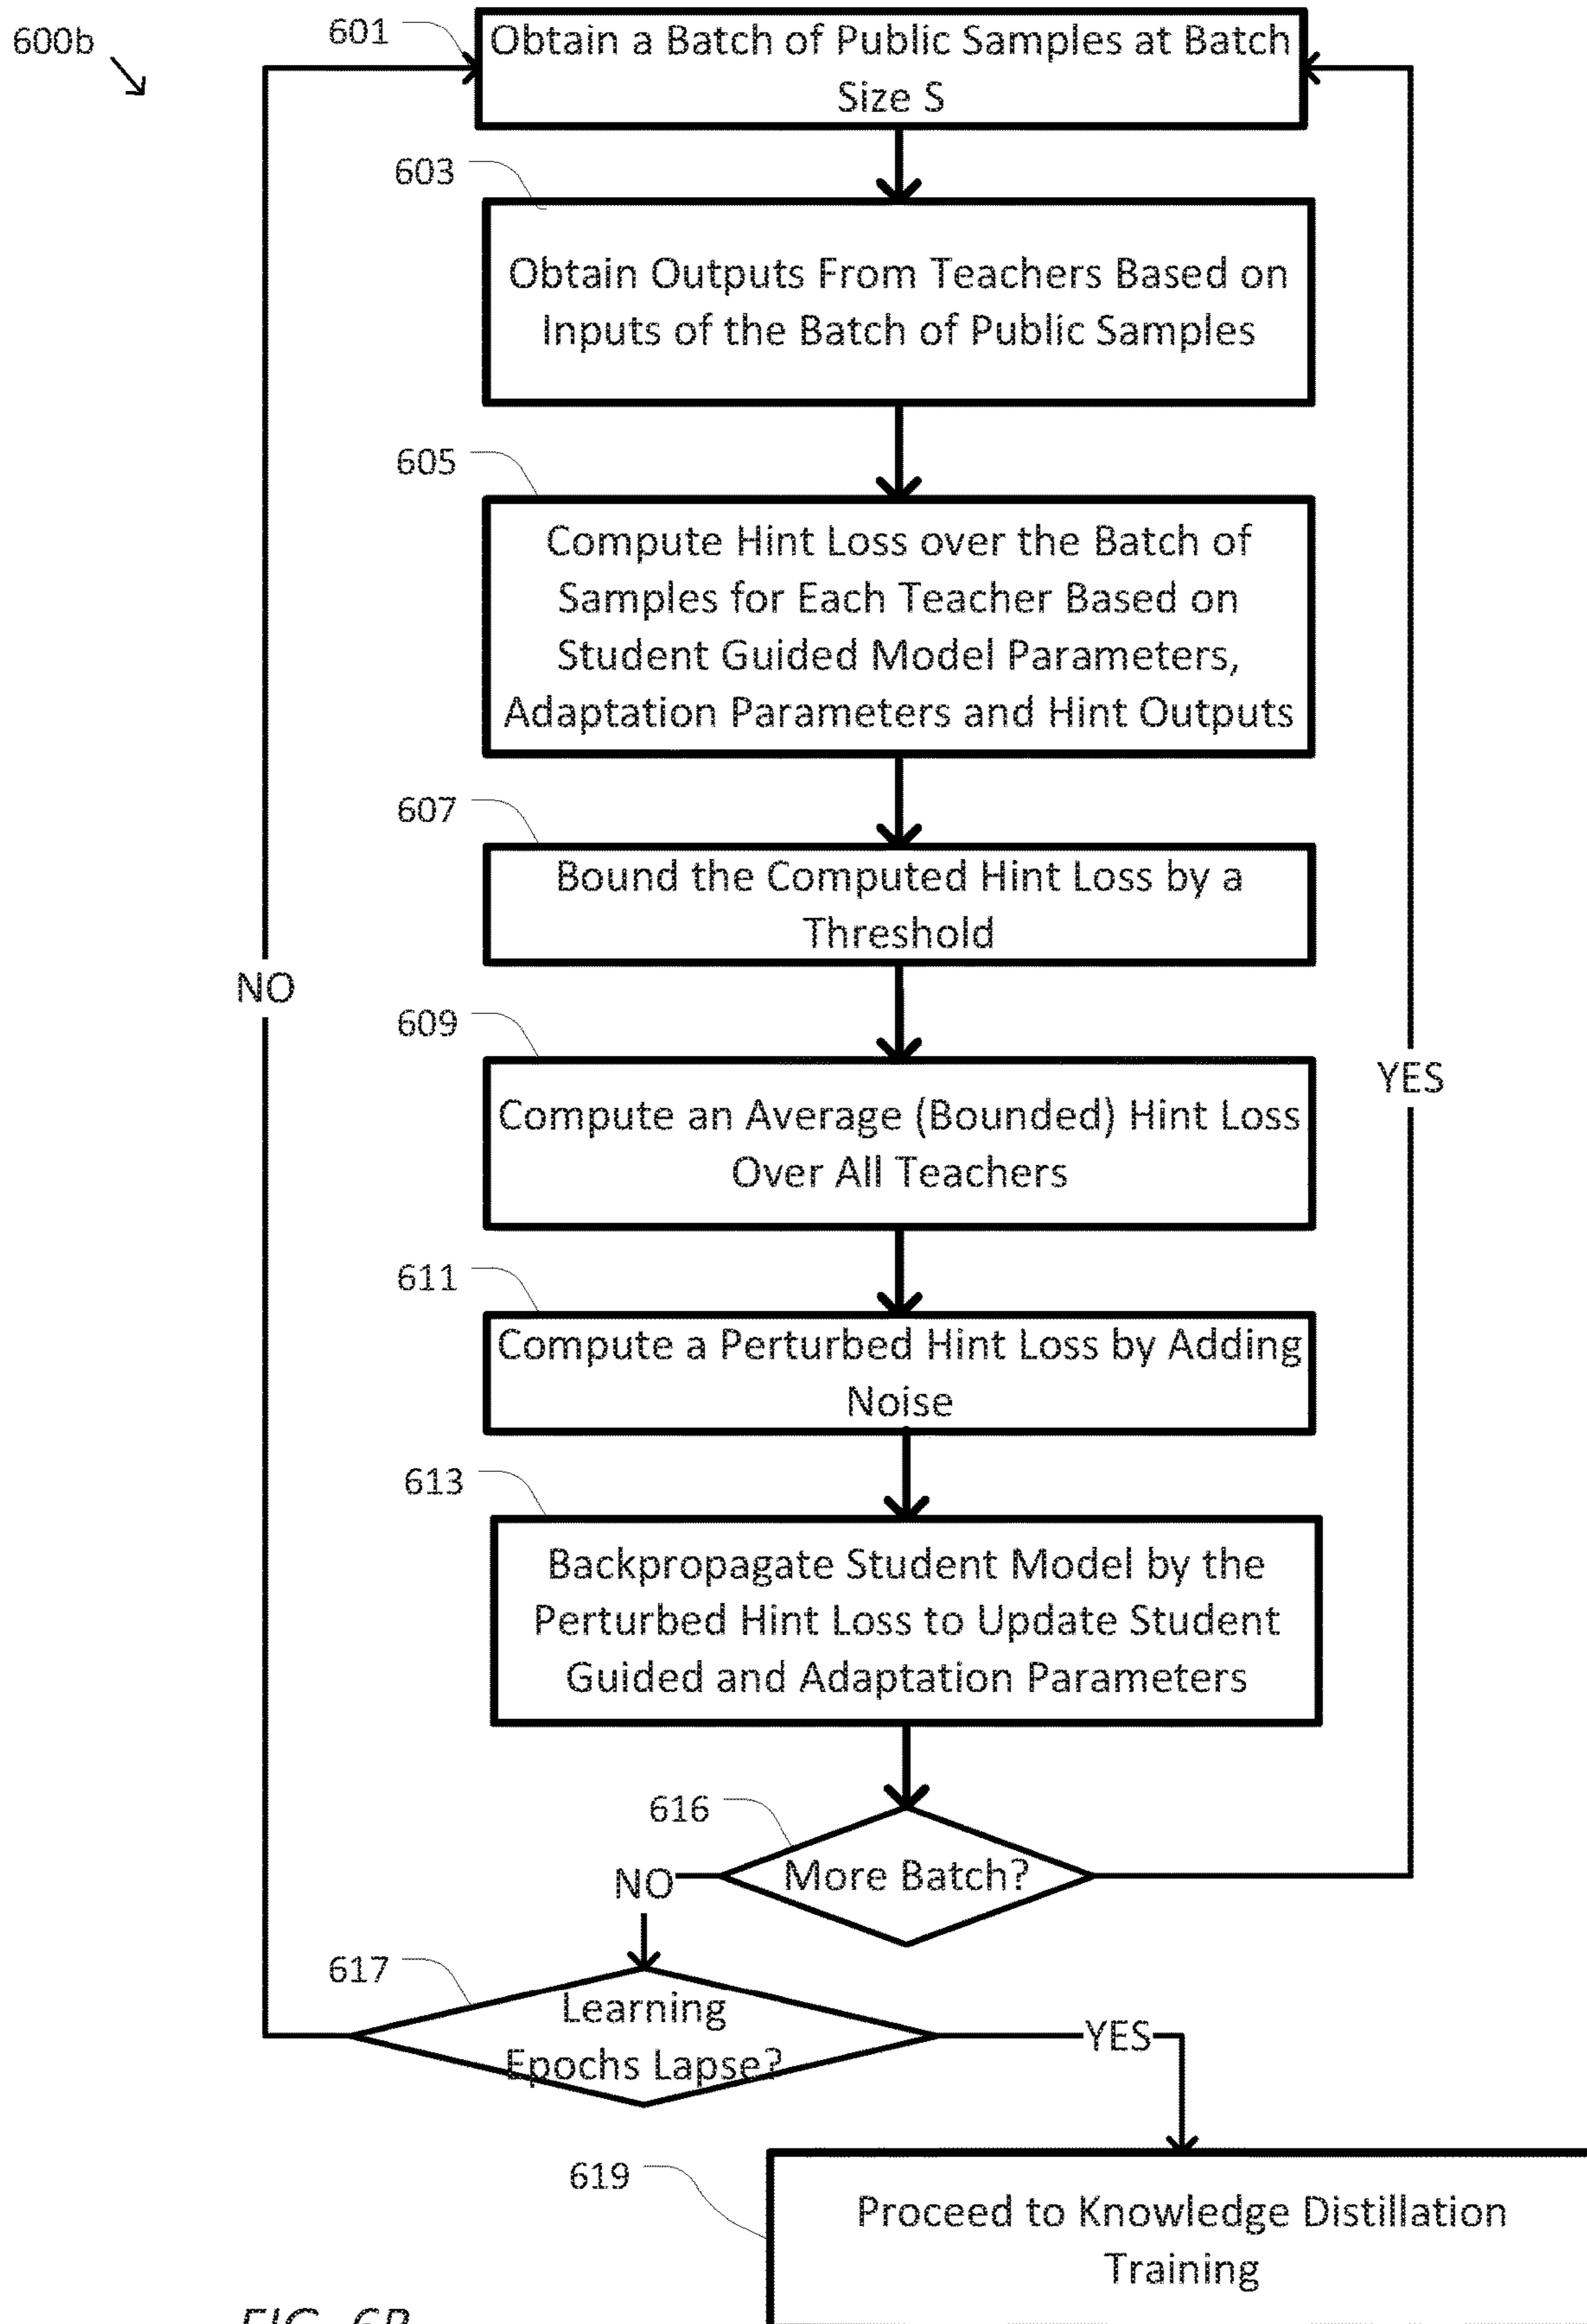 600b
601
Obtain a Batch of Public Samples at Batch
Size S
603
Obtain Outputs From Teachers Based on
Inputs of the Batch of Public Samples
605
Compute Hint Loss over the Batch of
Samples for Each Teacher Based on
Student Guided Model Parameters,
Adaptation Parameters and Hint Outputs
607
Bound the Computed Hint Loss by a
Threshold
NO
609
YES
Compute an Average (Bounded) Hint Loss
Over All Teachers
611
Compute a Perturbed Hint Loss by Adding
Noise
613
Backpropagate Student Model by the
Perturbed Hint Loss to Update Student
Guided and Adaptation Parameters
616
More Batch?
NO
617
Learning
Epochs Lapse?
YES
619
Proceed to Knowledge Distillation
Training
FIG. 6B